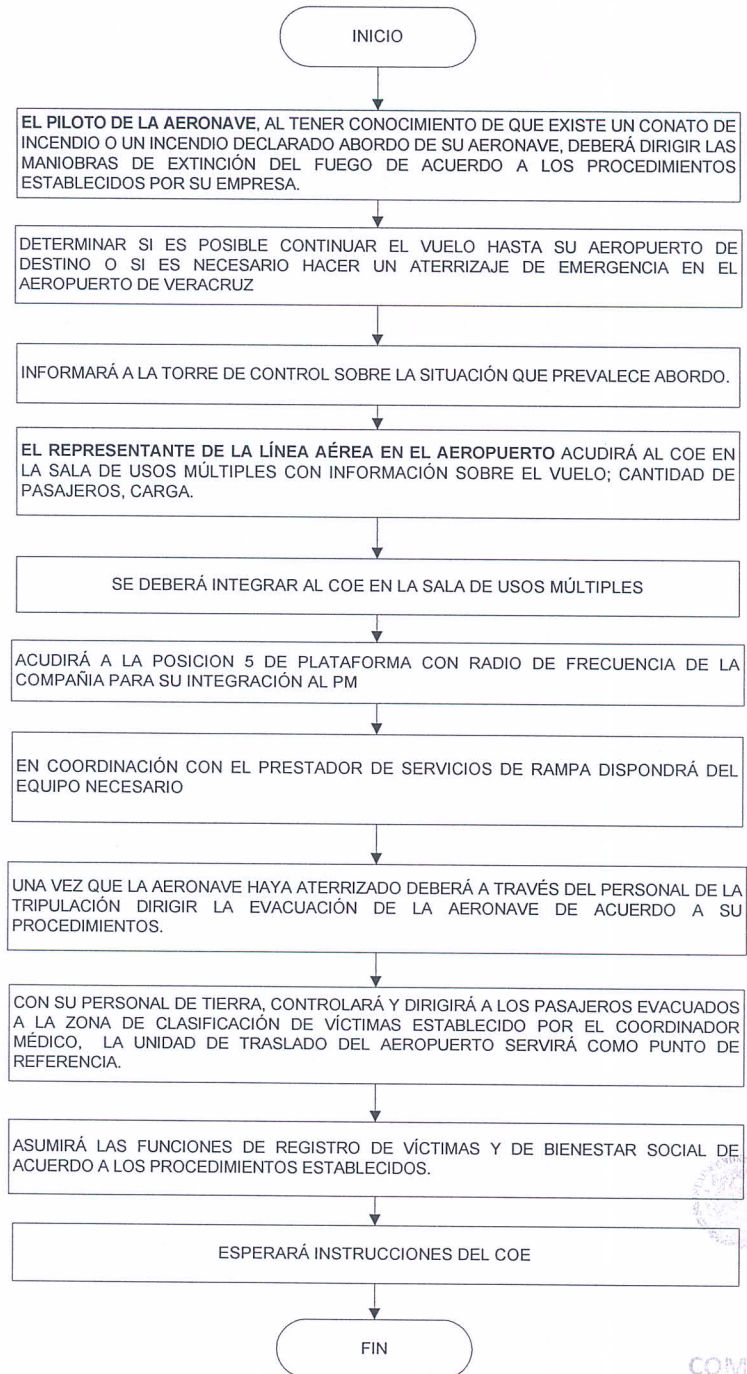 INICIO
EL PILOTO DE LA AERONAVE, AL TENER CONOCIMIENTO DE QUE EXISTE UN CONATO DE
INCENDIO O UN INCENDIO DECLARADO ABORDO DE SU AERONAVE, DEBERÁ DIRIGIR LAS
MANIOBRAS DE EXTINCIÓN DEL FUEGO DE ACUERDO A LOS PROCEDIMIENTOS
ESTABLECIDOS POR SU EMPRESA.
DETERMINAR SI ES POSIBLE CONTINUAR EL VUELO HASTA SU AEROPUERTO DE
DESTINO O SI ES NECESARIO HACER UN ATERRIZAJE DE EMERGENCIA EN EL
AEROPUERTO DE VERACRUZ
INFORMARÁ A LA TORRE DE CONTROL SOBRE LA SITUACIÓN QUE PREVALECE ABORDO.
EL REPRESENTANTE DE LA LÍNEA AÉREA EN EL AEROPUERTO ACUDIRÁ AL COE EN
LA SALA DE USOS MÚLTIPLES CON INFORMACIÓN SOBRE EL VUELO; CANTIDAD DE
PASAJEROS, CARGA.
SE DEBERÁ INTEGRAR AL COE EN LA SALA DE USOS MÚLTIPLES
ACUDIRÁ A LA POSICION 5 DE PLATAFORMA CON RADIO DE FRECUENCIA DE LA
COMPAÑIA PARA SU INTEGRACIÓN AL PM
EN COORDINACIÓN CON EL PRESTADOR DE SERVICIOS DE RAMPA DISPONDRÁ DEL
EQUIPO NECESARIO
UNA VEZ QUE LA AERONAVE HAYA ATERRIZADO DEBERÁ A TRAVÉS DEL PERSONAL DE LA
TRIPULACIÓN DIRIGIR LA EVACUACIÓN DE LA AERONAVE DE ACUERDO A SU
PROCEDIMIENTOS.
CON SU PERSONAL DE TIERRA, CONTROLARÁ Y DIRIGIRÁ A LOS PASAJEROS EVACUADOS
A LA ZONA DE CLASIFICACIÓN DE VÍCTIMAS ESTABLECIDO POR EL COORDINADOR
MÉDICO, LA UNIDAD DE TRASLADO DEL AEROPUERTO SERVIRÁ COMO PUNTO DE
REFERENCIA.
ASUMIRÁ LAS FUNCIONES DE REGISTRO DE VÍCTIMAS Y DE BIENESTAR SOCIAL DE
ACUERDO A LOS PROCEDIMIENTOS ESTABLECIDOS.
ESPERARÁ INSTRUCCIONES DEL COE
FIN